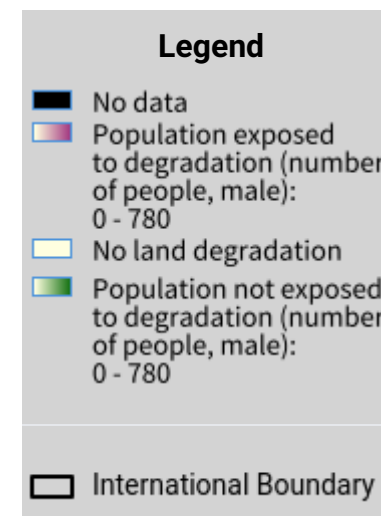 Legend
No data
Population exposed
to degradation (number
of people, male):
0 - 780
No land degradation
Population not exposed
to degradation (number
of people, male):
0 - 780
International Boundary